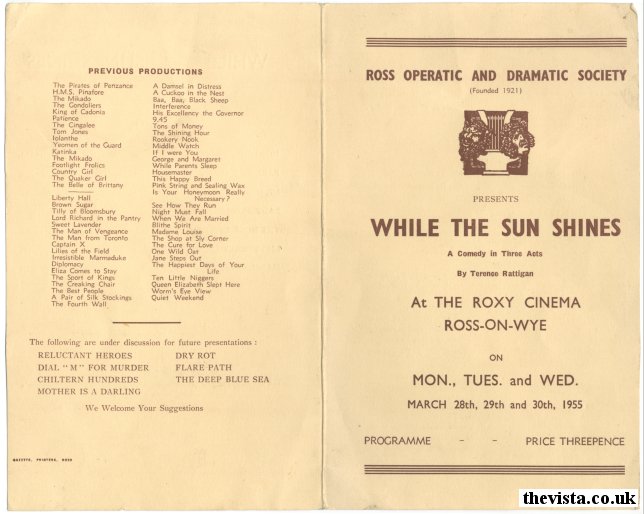 PREVIOUS PRODUCTIONS
The Pirates of Penzance
H.M.S. Pinafore
The Mikado
The Gondoliers
King of Cadonia
Patience
The Cingalee
Tom Jones
Iolanthe
Yeomen of the Guard
Katinka
The Mikado
Footlight Frolics
Country Girl
The Quaker Girl
The Belle of Brittany
Liberty Hall
Brown Sugar
Tilly of Bloomsbury
Lord Richard in the Pantry
Sweet Lavender
The Man of Vengeance
The Man from Toronto
Captain X
Lilies of the Field
Irresistible Marmaduke
Diplomacy
Eliza Comes to Stay
The Sport of Kings
The Creaking Chair
The Best People
A Pair of Silk Stockings
The Fourth Wall
A Damsel in Distress
A Cuckoo in the Nest
Baa, Baa, Black Sheep
Interference
His Excellency the Governor
9.45
Tons of Money
The Shining Hour
Rookery Nook
Middle Watch
If I were You
George and Margaret
While Parents Sleep
Housemaster
This Happy Breed
Pink String and Sealing Wax
Is Your Honeymoon Really
Necessary ?
See How They Run
Night Must Fall
When We Are Married
Blithe Spirit
Madame Louise
The Shop at Sly Corner
The Cure for Love
One Wild Oat
Jane Steps Out
The Happiest Days of Your
Life
Ten Little Niggers
Queen Elizabeth Slept Here
Worm's Eye View
Quiet Weekend
The following are under discussion for future presentations :
RELUCTANT HEROES
DIAL "M" FOR MURDER
CHILTERN HUNDREDS
MOTHER IS A DARLING
DRY ROT
FLARE PATH
THE DEEP BLUE SEA
We Welcome Your Suggestions
GAZETTE, PRINTERS, ROSS
ROSS OPERATIC AND DRAMATIC SOCIETY
(Founded 1921)
PRESENTS
WHILE THE SUN SHINES
A Comedy in Three Acts
By Terence Rattigan
At THE ROXY CINEMA
ROSS-ON-WYE
ON
MON., TUES. and WED.
MARCH 28th, 29th and 30th, 1955
PROGRAMME - - PRICE THREEPENCE
thevista.co.uk